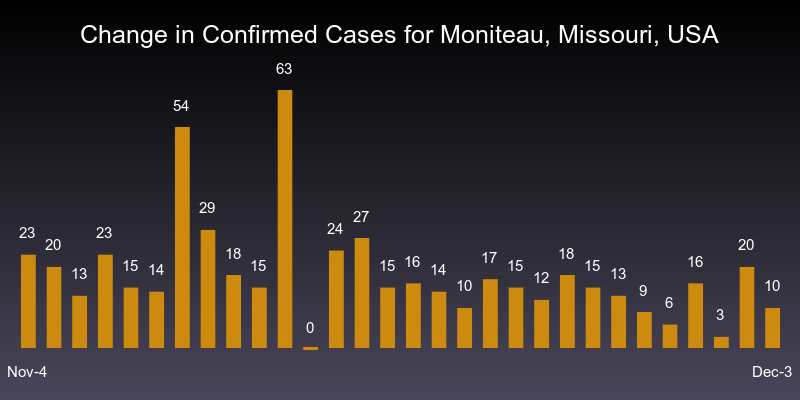 Change in Confirmed Cases for Moniteau, Missouri, USA
23 20 13 23 15 14 54 29 18 15 63 0 24 27 15 16 14 10 17 15 12 18 15 13 9 6 16 3 20 10
Nov-4 Dec-3